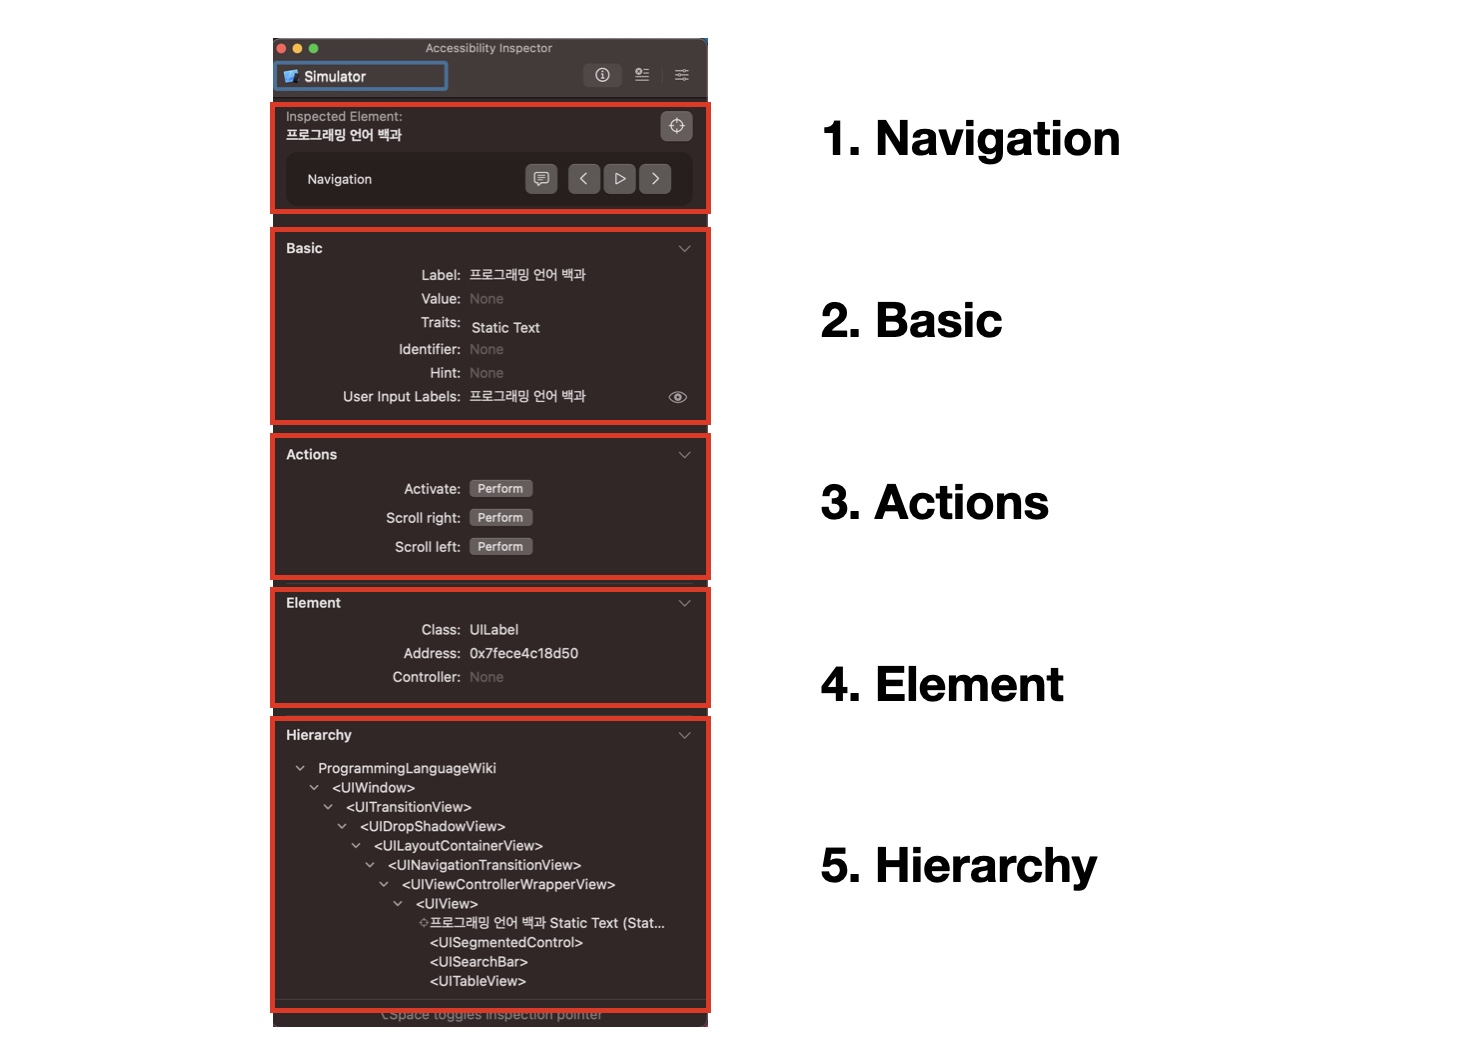 Accessibility Inspector
Simulator
Inspected Element:
프로그래밍 언어 백과
Navigation
Basic
Label: 프로그래밍 언어 백과
Value: None
Traits: Static Text
Identifier: None
Hint: None
User Input Labels: 프로그래밍 언어 백과
Actions
Activate: Perform
Scroll right: Perform
Scroll left: Perform
Element
Class: UILabel
Address: 0x7fece4c18d50
Controller: None
Hierarchy
ProgrammingLanguageWiki
<UIWindow>
<UITransitionView>
<UIDropShadowView>
<UILayoutContainerView>
<UINavigationTransitionView>
<UIViewControllerWrapperView>
<UIView>
프로그래밍 언어 백과 Static Text (Stat...
<UISegmentedControl>
<UISearchBar>
<UITableView>
Space toggles inspection pointer
1. Navigation
2. Basic
3. Actions
4. Element
5. Hierarchy